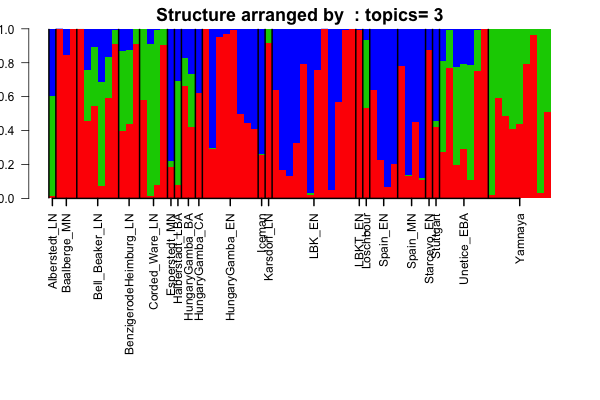 Structure arranged by : topics= 3
1.0
0.8
0.6
0.4
0.2
0.0
Alberstedt_LN
Baalberge_MN
Bell_Beaker_LN
BenzigerodeHeimburg_LN
Corded_Ware_LN
Esperstedt_MN
Halberstadt_LBA
HungaryGamba_BA
HungaryGamba_CA
HungaryGamba_EN
Iceman
Karsdorf_LN
LBK_EN
LBKT_EN
Loschbour
Spain_EN
Spain_MN
Starcevo_EN
Stuttgart
Unetice_EBA
Yamnaya